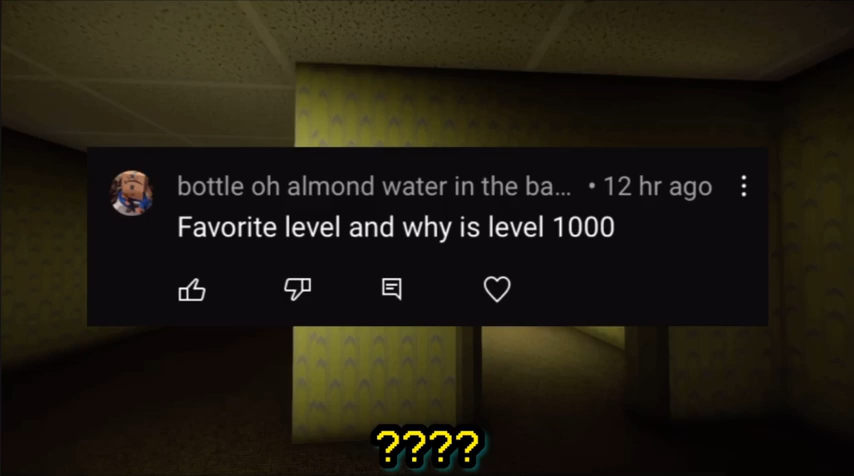 bottle oh almond water in the ba... • 12 hr ago
Favorite level and why is level 1000
????